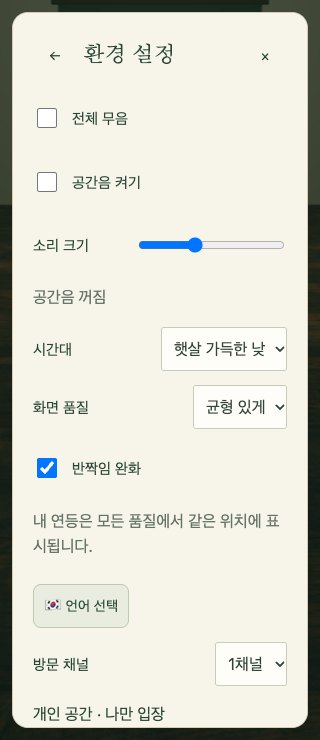 ← 환경 설정 ×
전체 무음
공간음 켜기
소리 크기
공간음 꺼짐
시간대 햇살 가득한 낮
화면 품질 균형 있게
반짝임 완화
내 연등은 모든 품질에서 같은 위치에 표
시됩니다.
🇰🇷 언어 선택
방문 채널 1채널
개인 공간 · 나만 입장